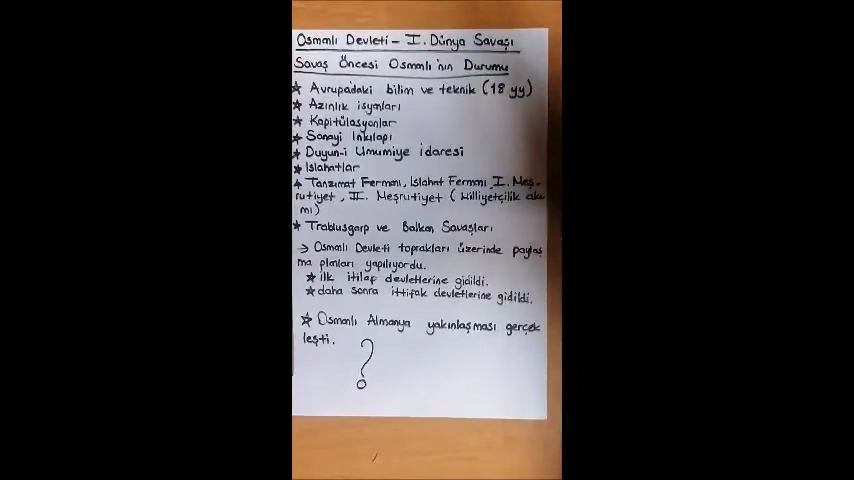 Osmanlı Devleti - I. Dünya Savaşı
Savaş Öncesi Osmanlı'nın Durumu
☆ Avrupadaki bilim ve teknik (18 yy)
☆ Azınlık isyanları
☆ Kapitülasyonlar
☆ Sanayi İnkılapı
☆ Duyun-i Umumiye idaresi
☆ Islahatlar
☆ Tanzimat Fermanı, Islahat Fermanı, I. Meş-
rutiyet, II. Meşrutiyet (Milliyetçilik akı
mı)
☆ Trablusgarp ve Balkan Savaşları
→ Osmanlı Devleti toprakları üzerinde paylaş
ma planları yapılıyordu.
☆ ilk itilaf devletlerine gidildi.
☆ daha sonra ittifak devletlerine gidildi.
☆ Osmanlı Almanya yakınlaşması gerçek
leşti.
?